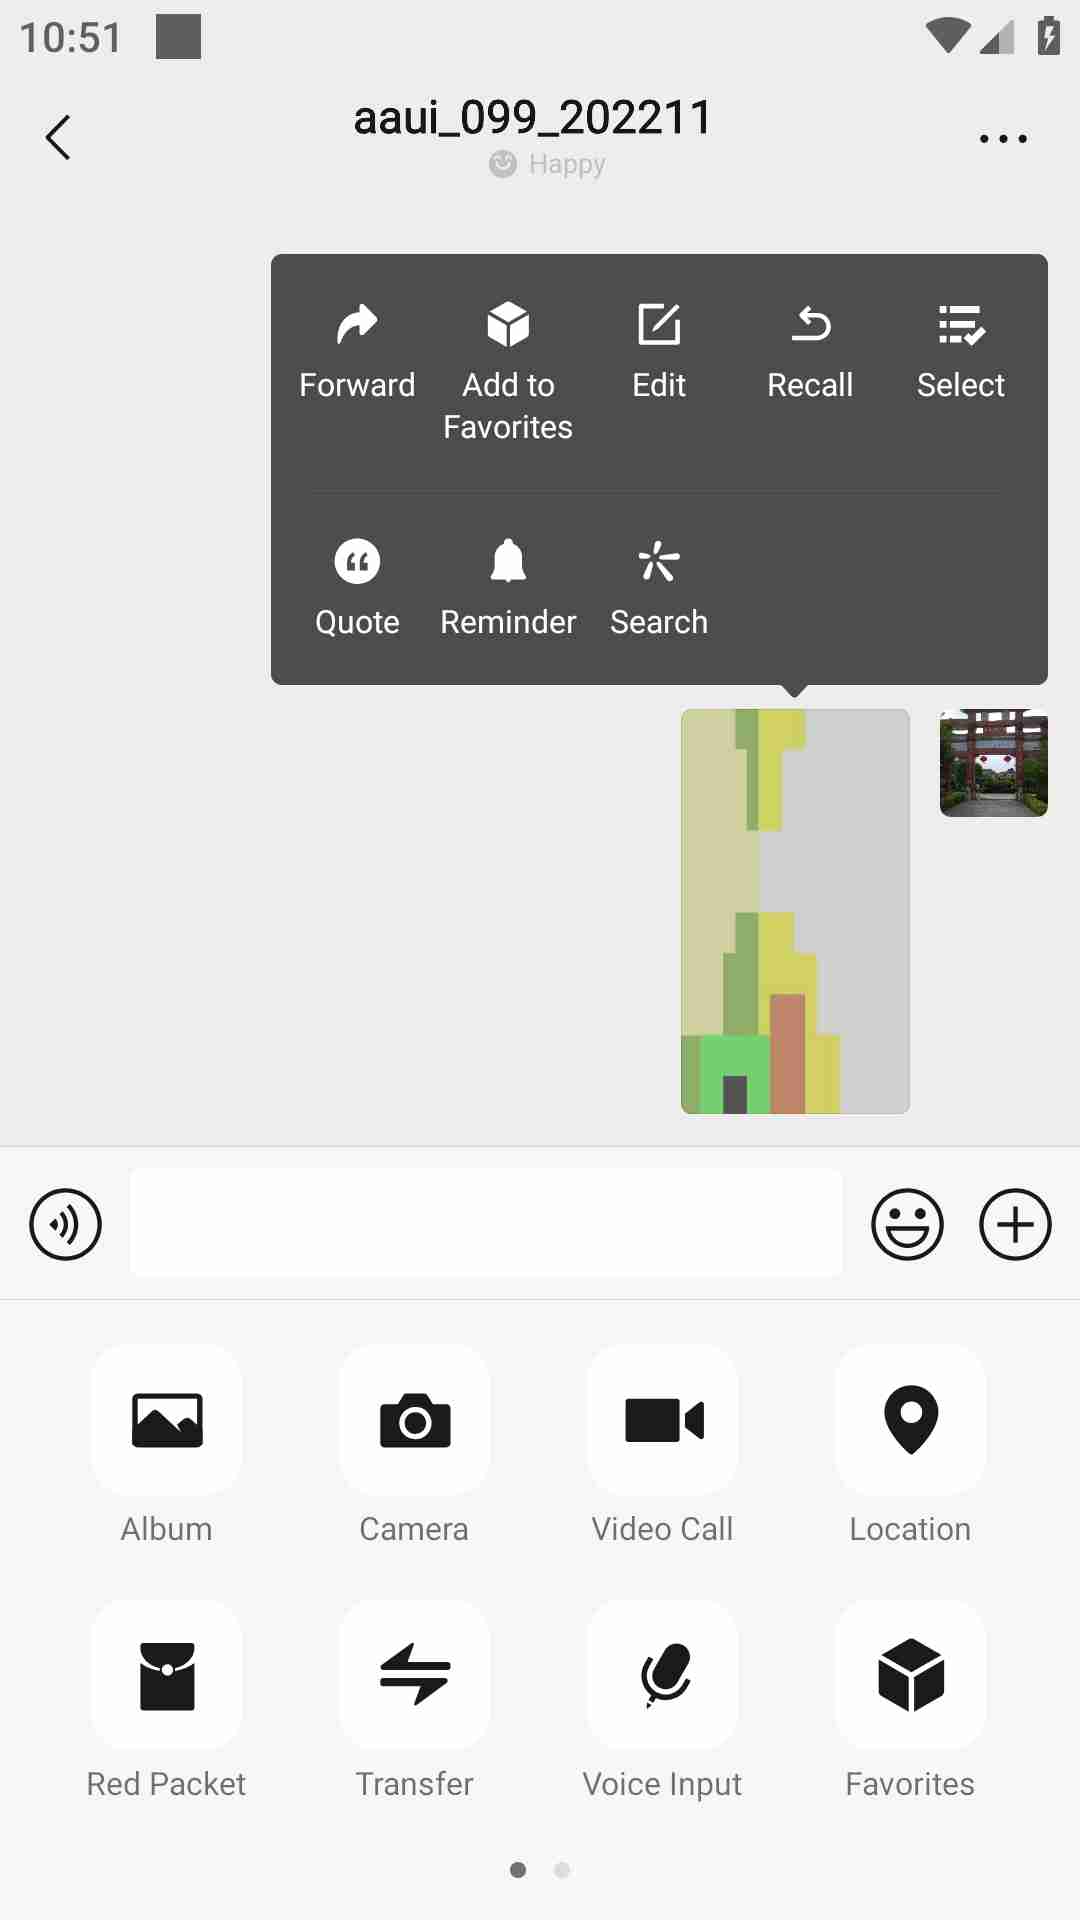 10:51
aaui_099_202211
Happy
Forward
Add to
Favorites
Edit
Recall
Select
Quote
Reminder
Search
Album
Camera
Video Call
Location
Red Packet
Transfer
Voice Input
Favorites